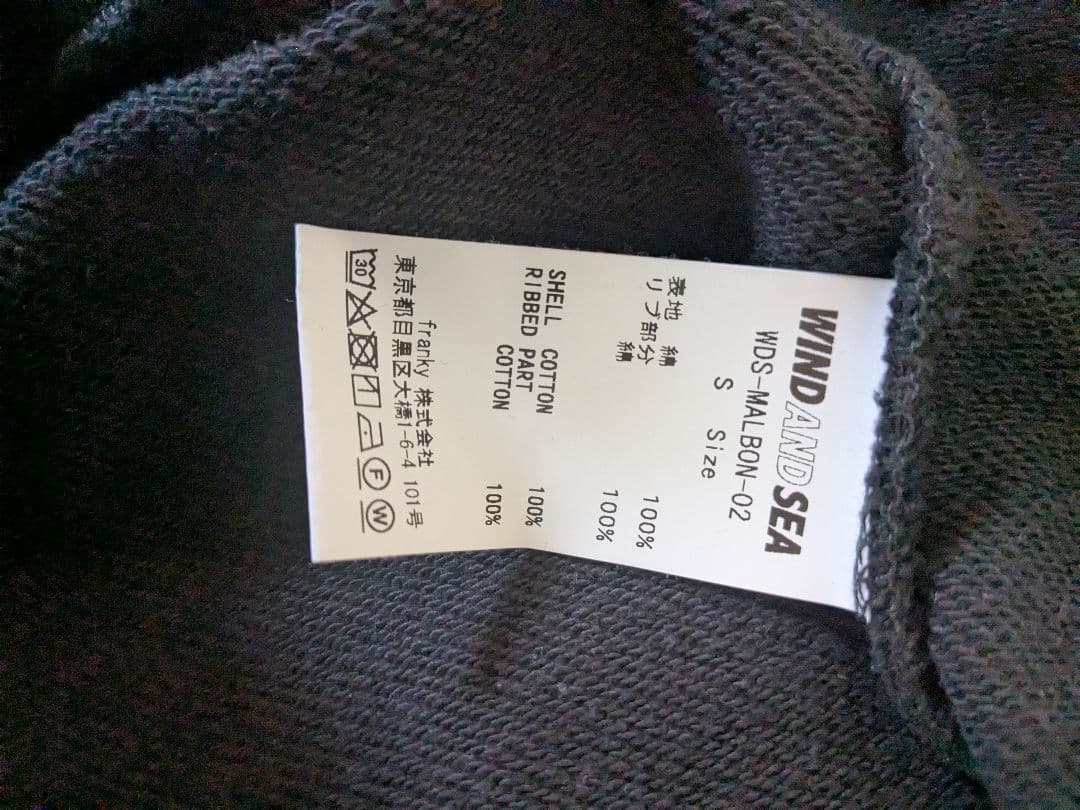 WIND AND SEA
WDS-MALBON-02
S Size
表地 綿 100%
リブ部分 綿 100%
SHELL COTTON 100%
RIBBED PART
COTTON 100%
franky 株式会社
東京都目黒区大橋1-6-4 101号
30 F W